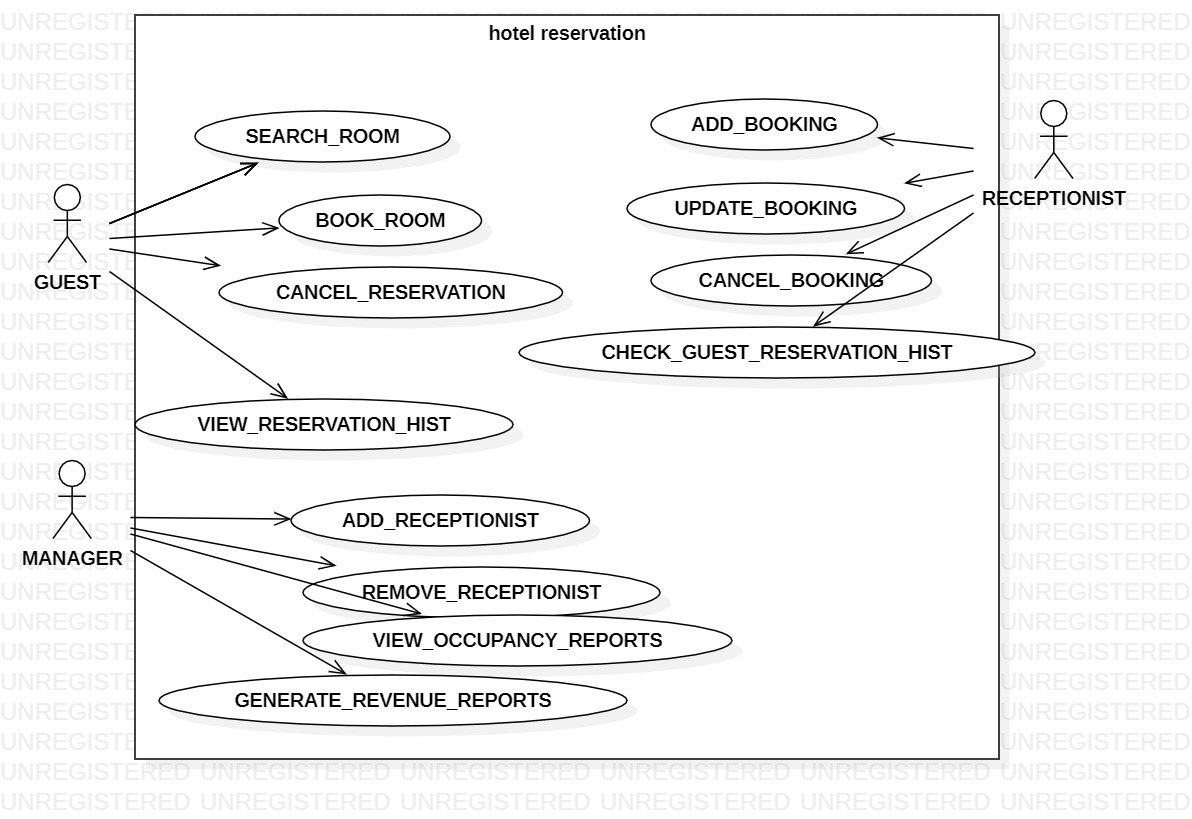 hotel reservation
SEARCH_ROOM
ADD_BOOKING
BOOK_ROOM
UPDATE_BOOKING
RECEPTIONIST
GUEST
CANCEL_RESERVATION
CANCEL_BOOKING
CHECK_GUEST_RESERVATION_HIST
VIEW_RESERVATION_HIST
ADD_RECEPTIONIST
MANAGER
REMOVE_RECEPTIONIST
VIEW_OCCUPANCY_REPORTS
GENERATE_REVENUE_REPORTS
UNREGISTERED UNREGISTERED UNREGISTERED UNREGISTERED UNREGISTERED UNREGISTERED
UNREGISTERED UNREGISTERED UNREGISTERED UNREGISTERED UNREGISTERED UNREGISTERED